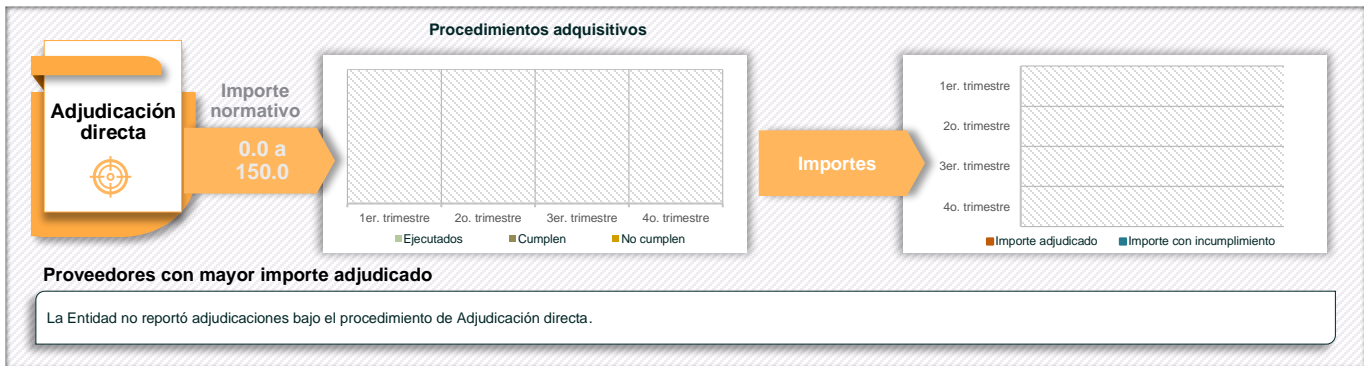 Procedimientos adquisitivos
Adjudicación
directa
Importe
normativo
0.0 a
150.0
1er. trimestre
2o. trimestre
3er. trimestre
4o. trimestre
Ejecutados
Cumplen
No cumplen
Importes
1er. trimestre
2o. trimestre
3er. trimestre
4o. trimestre
Importe adjudicado
Importe con incumplimiento
Proveedores con mayor importe adjudicado
La Entidad no reportó adjudicaciones bajo el procedimiento de Adjudicación directa.